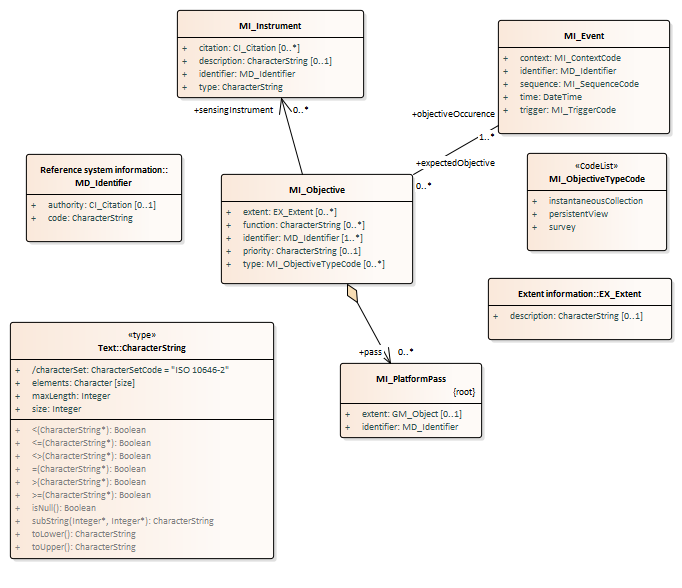 MI_Instrument
+ citation: CI_Citation [0..*]
+ description: CharacterString [0..1]
+ identifier: MD_Identifier
+ type: CharacterString
MI_Event
+ context: MI_ContextCode
+ identifier: MD_Identifier
+ sequence: MI_SequenceCode
+ time: DateTime
+ trigger: MI_TriggerCode
+sensingInstrument
0..*
+objectiveOccurence
1..*
+expectedObjective
0..*
Reference system information::
MD_Identifier
+ authority: CI_Citation [0..1]
+ code: CharacterString
MI_Objective
+ extent: EX_Extent [0..*]
+ function: CharacterString [0..*]
+ identifier: MD_Identifier [1..*]
+ priority: CharacterString [0..1]
+ type: MI_ObjectiveTypeCode [0..*]
«CodeList»
MI_ObjectiveTypeCode
+ instantaneousCollection
+ persistentView
+ survey
Extent information::EX_Extent
+ description: CharacterString [0..1]
«type»
Text::CharacterString
+ /characterSet: CharacterSetCode = "ISO 10646-2"
+ elements: Character [size]
+ maxLength: Integer
+ size: Integer
+ <(CharacterString*): Boolean
+ <=(CharacterString*): Boolean
+ <>(CharacterString*): Boolean
+ =(CharacterString*): Boolean
+ >(CharacterString*): Boolean
+ >=(CharacterString*): Boolean
+ isNull(): Boolean
+ subString(Integer*, Integer*): CharacterString
+ toLower(): CharacterString
+ toUpper(): CharacterString
+pass
0..*
MI_PlatformPass
{root}
+ extent: GM_Object [0..1]
+ identifier: MD_Identifier